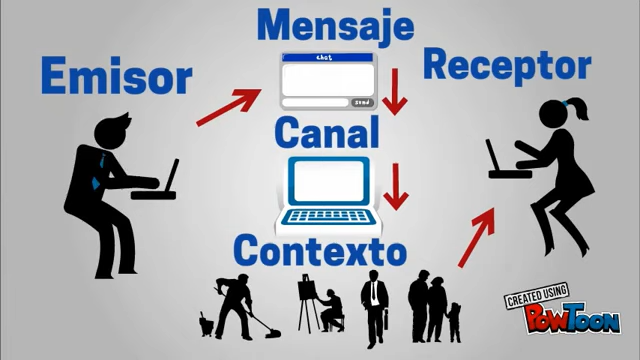 Mensaje
Emisor
Receptor
chat
send
Canal
Contexto
CREATED USING
POWTOON